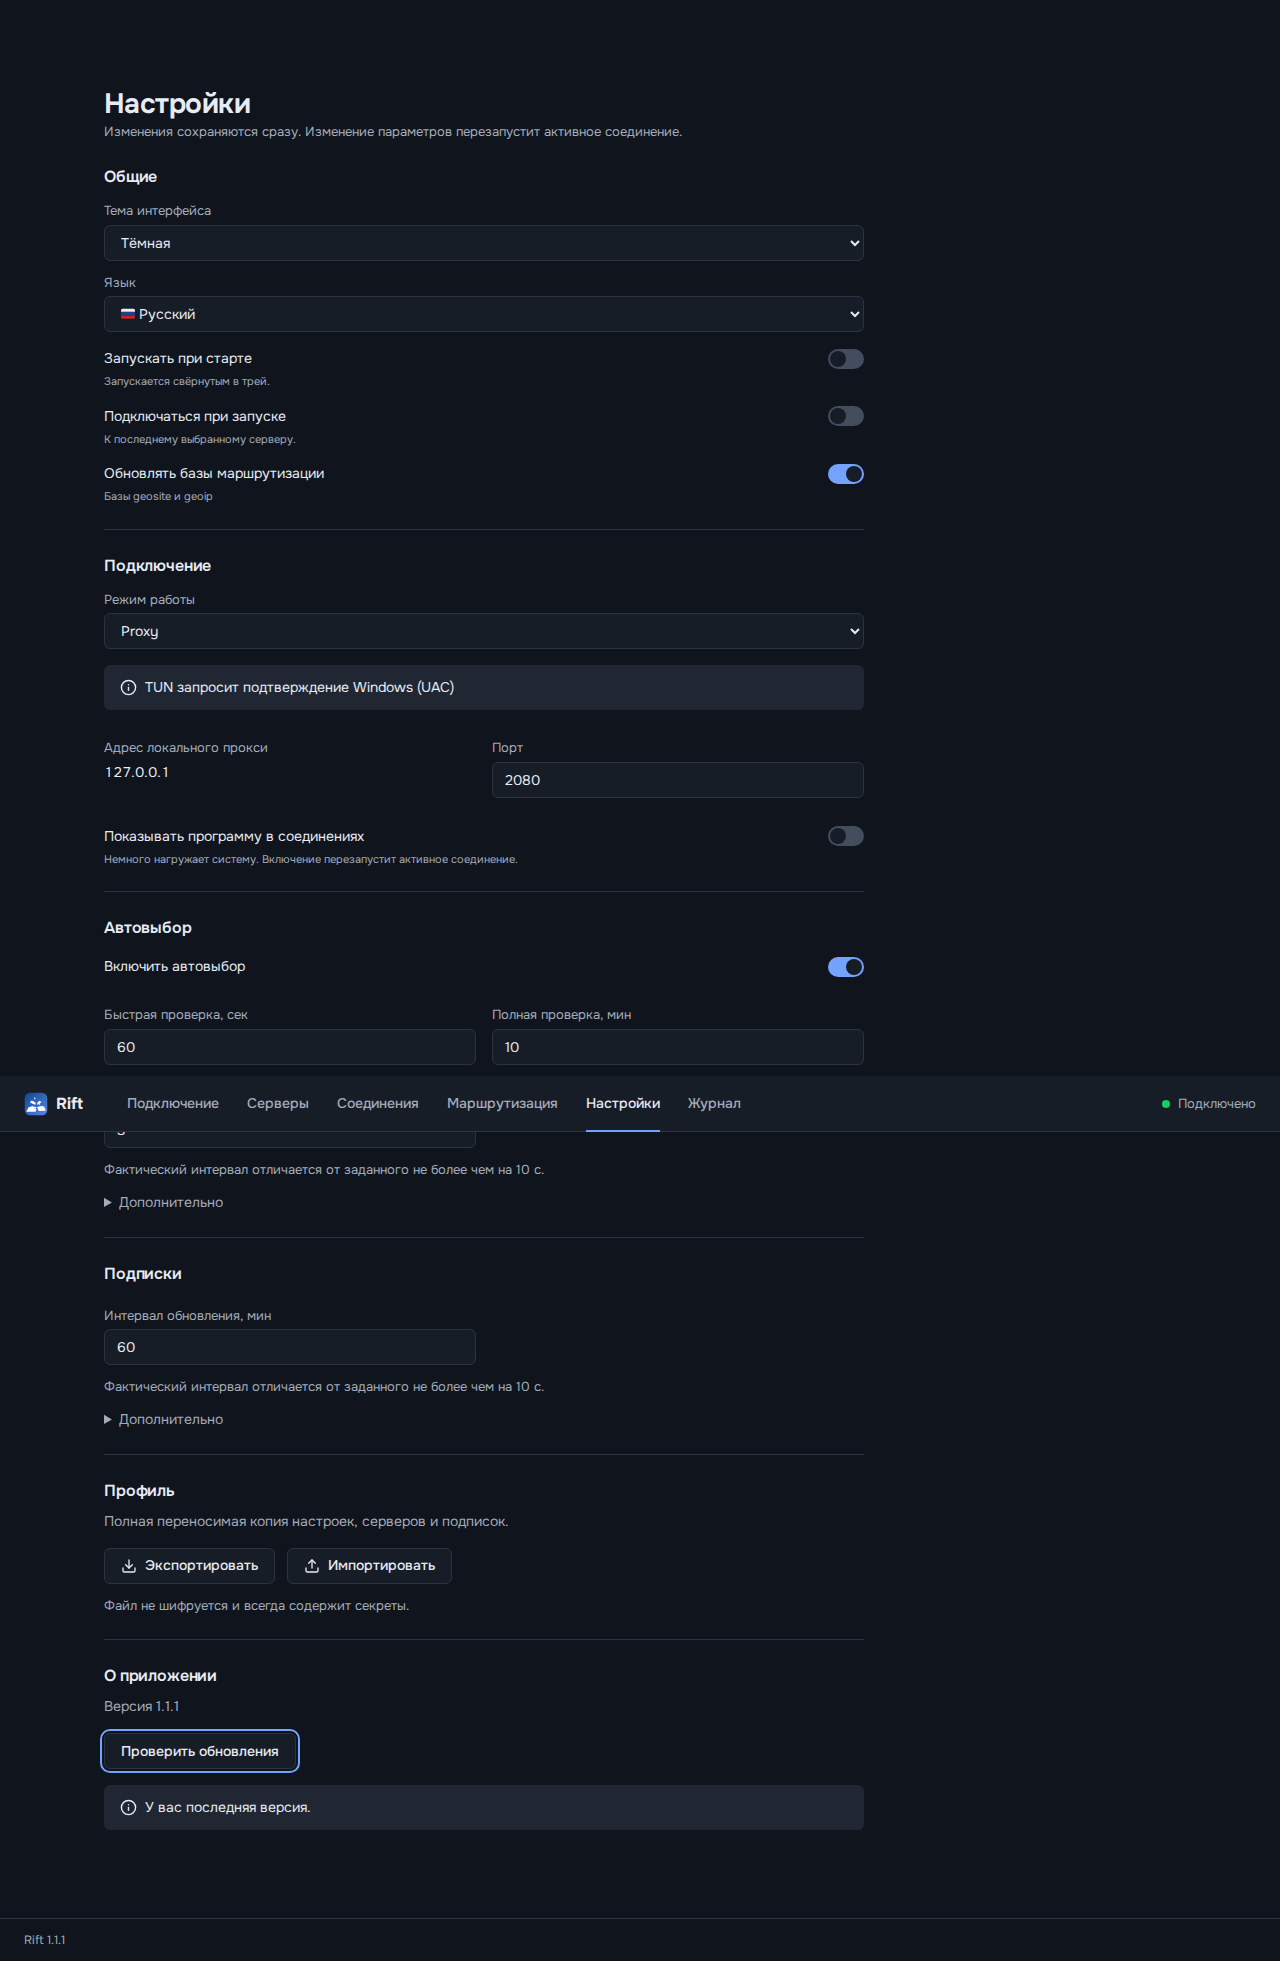 Настройки
Изменения сохраняются сразу. Изменение параметров перезапустит активное соединение.
Общие
Тема интерфейса
Тёмная
Язык
Русский
Запускать при старте
Запускается свёрнутым в трей.
Подключаться при запуске
К последнему выбранному серверу.
Обновлять базы маршрутизации
Базы geosite и geoip
Подключение
Режим работы
Proxy
TUN запросит подтверждение Windows (UAC)
Адрес локального прокси
Порт
127.0.0.1
2080
Показывать программу в соединениях
Немного нагружает систему. Включение перезапустит активное соединение.
Автовыбор
Включить автовыбор
Быстрая проверка, сек
Полная проверка, мин
60
10
Rift
Подключение
Серверы
Соединения
Маршрутизация
Настройки
Журнал
Подключено
Фактический интервал отличается от заданного не более чем на 10 с.
Дополнительно
Подписки
Интервал обновления, мин
60
Фактический интервал отличается от заданного не более чем на 10 с.
Дополнительно
Профиль
Полная переносимая копия настроек, серверов и подписок.
Экспортировать
Импортировать
Файл не шифруется и всегда содержит секреты.
О приложении
Версия 1.1.1
Проверить обновления
У вас последняя версия.
Rift 1.1.1